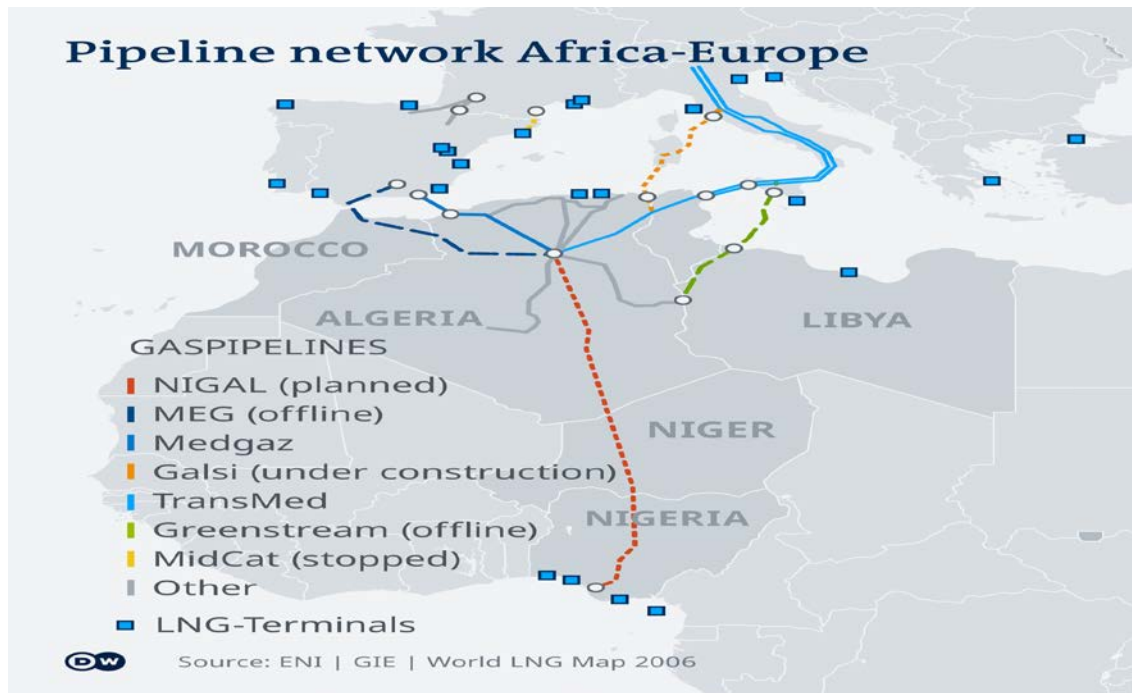 Pipeline network Africa-Europe
MOROCCO
ALGERIA
LIBYA
NIGER
NIGERIA
GASPIPELINES
NIGAL (planned)
MEG (offline)
Medgaz
Galsi (under construction)
TransMed
Greenstream (offline)
MidCat (stopped)
Other
LNG-Terminals
DW
Source: ENI | GIE | World LNG Map 2006